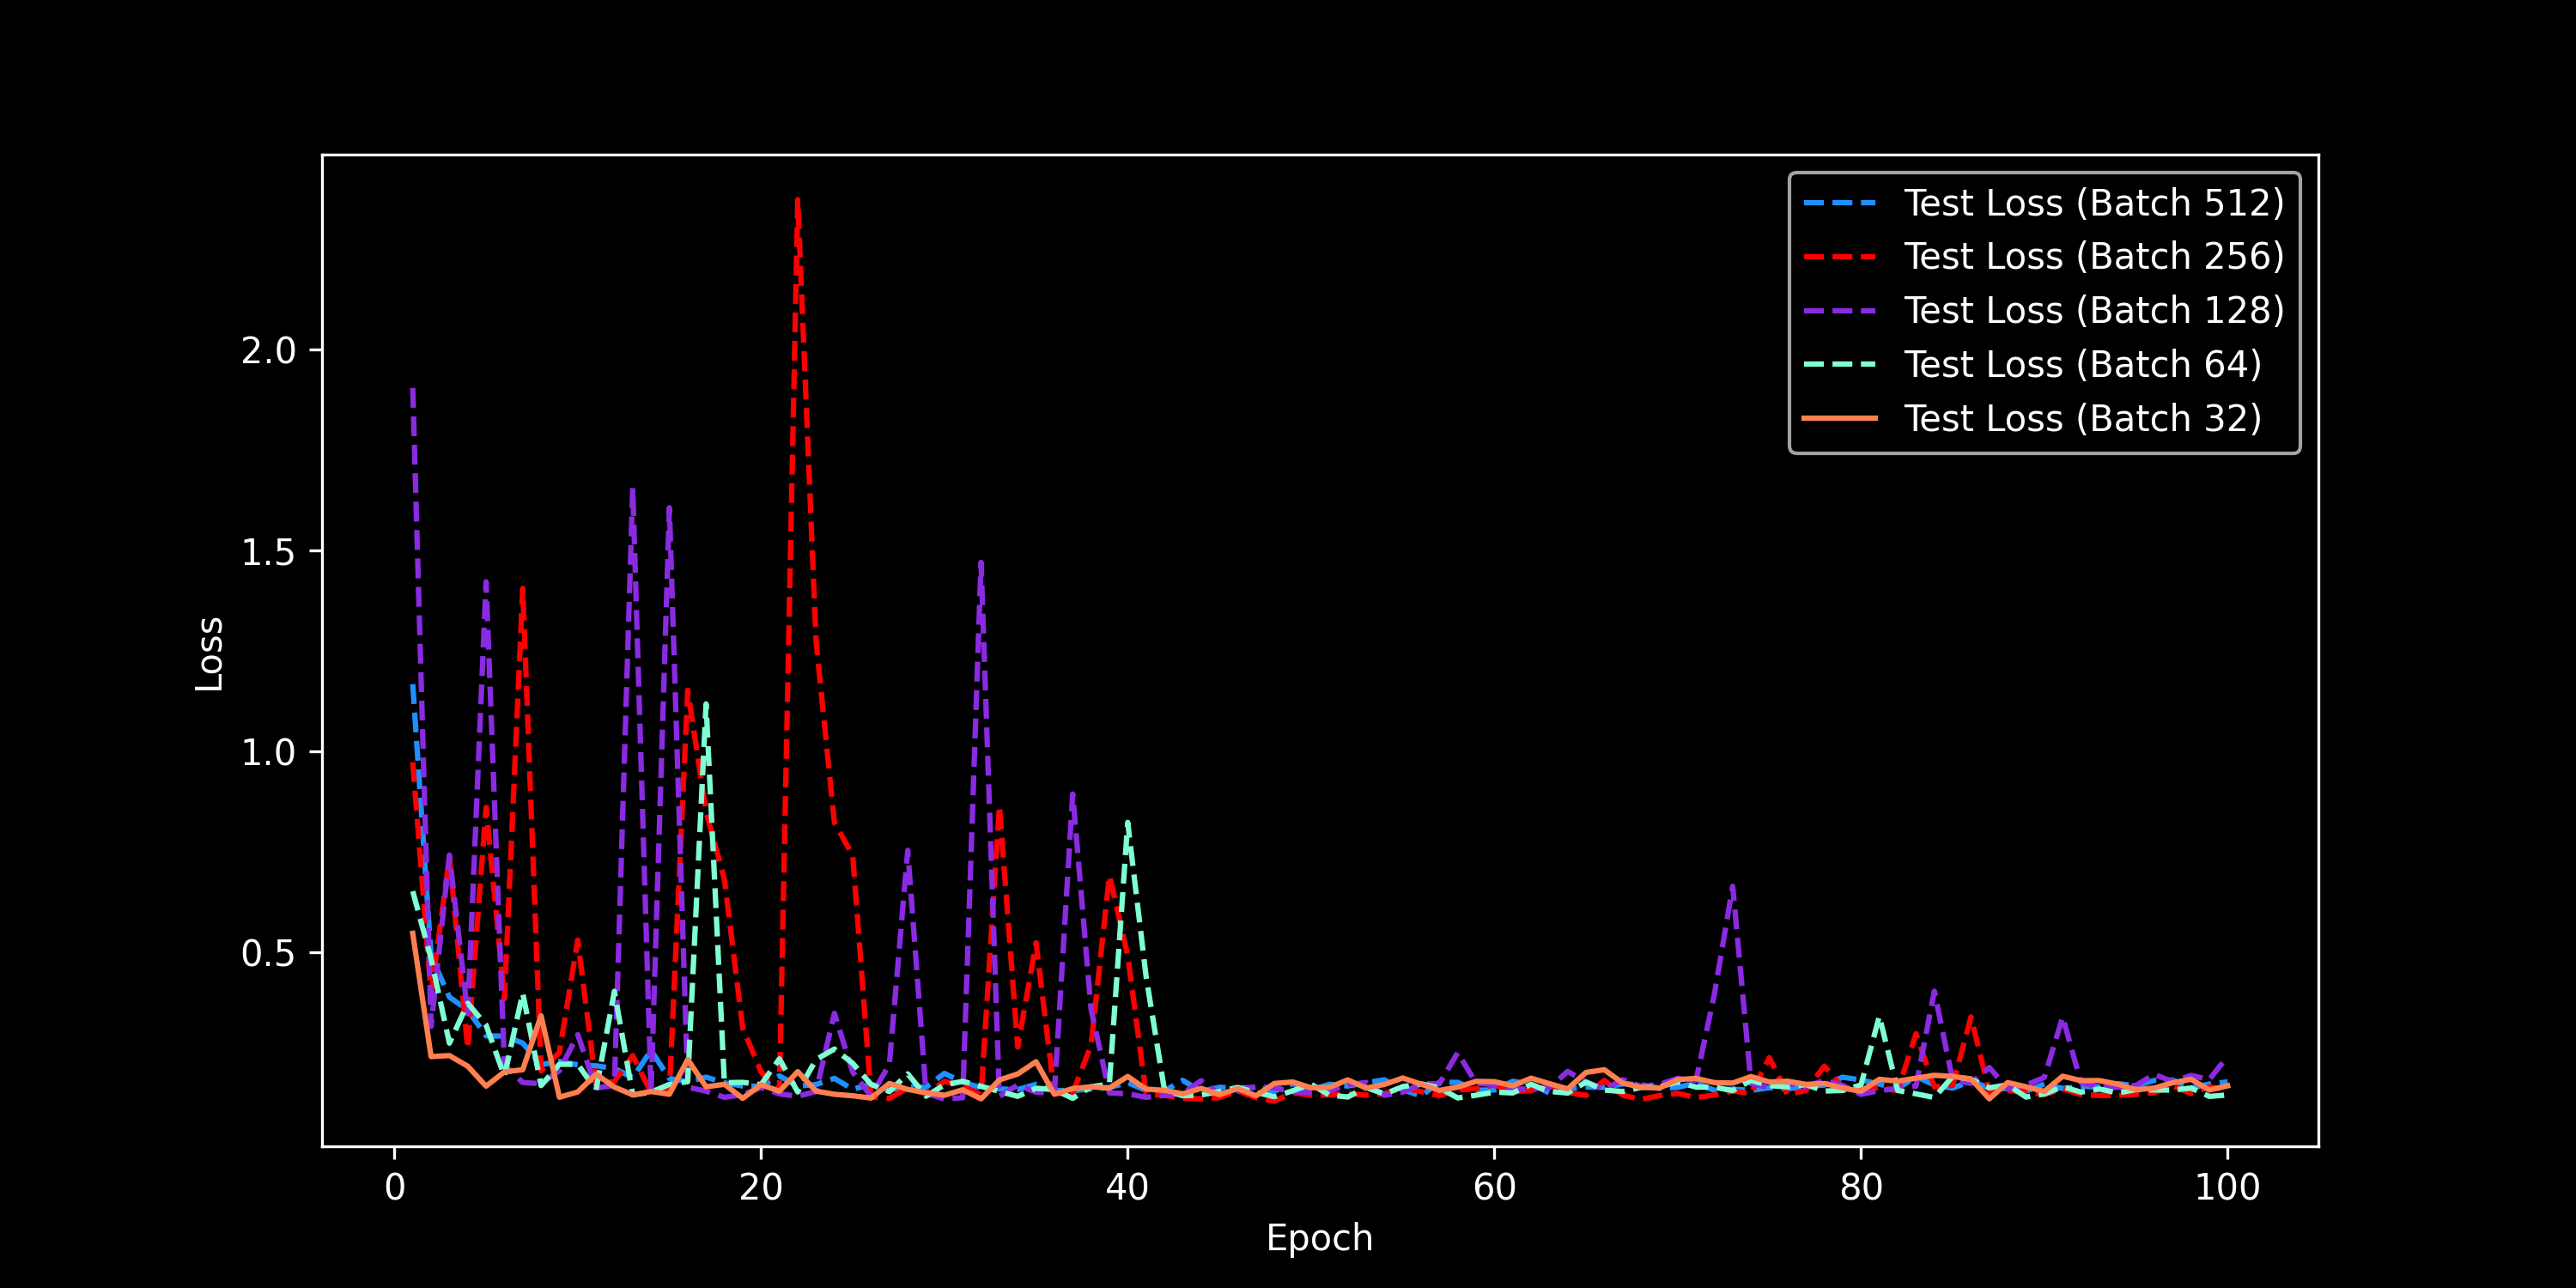 Test Loss (Batch 512)
Test Loss (Batch 256)
Test Loss (Batch 128)
Test Loss (Batch 64)
Test Loss (Batch 32)
2.0
1.5
1.0
0.5
Loss
0 20 40 60 80 100
Epoch